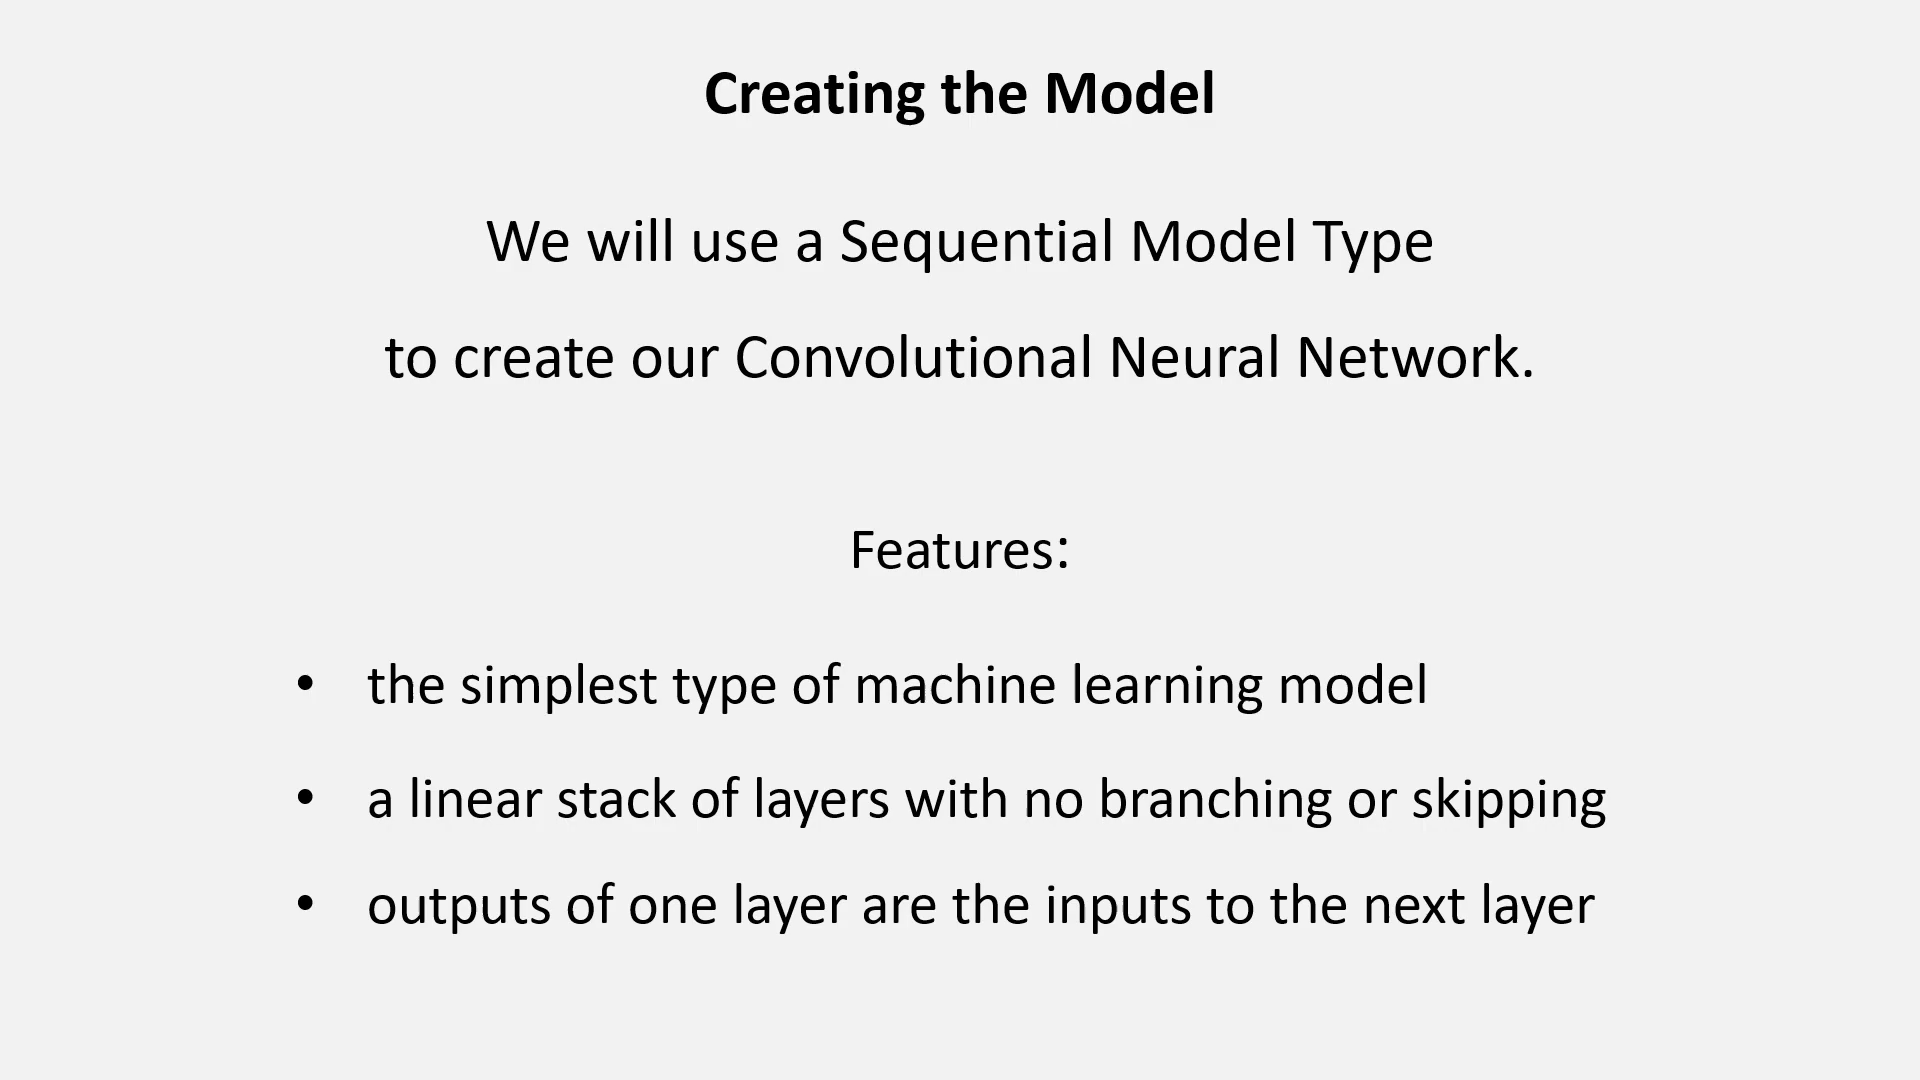 Creating the Model
We will use a Sequential Model Type
to create our Convolutional Neural Network.
Features:
• the simplest type of machine learning model
• a linear stack of layers with no branching or skipping
• outputs of one layer are the inputs to the next layer